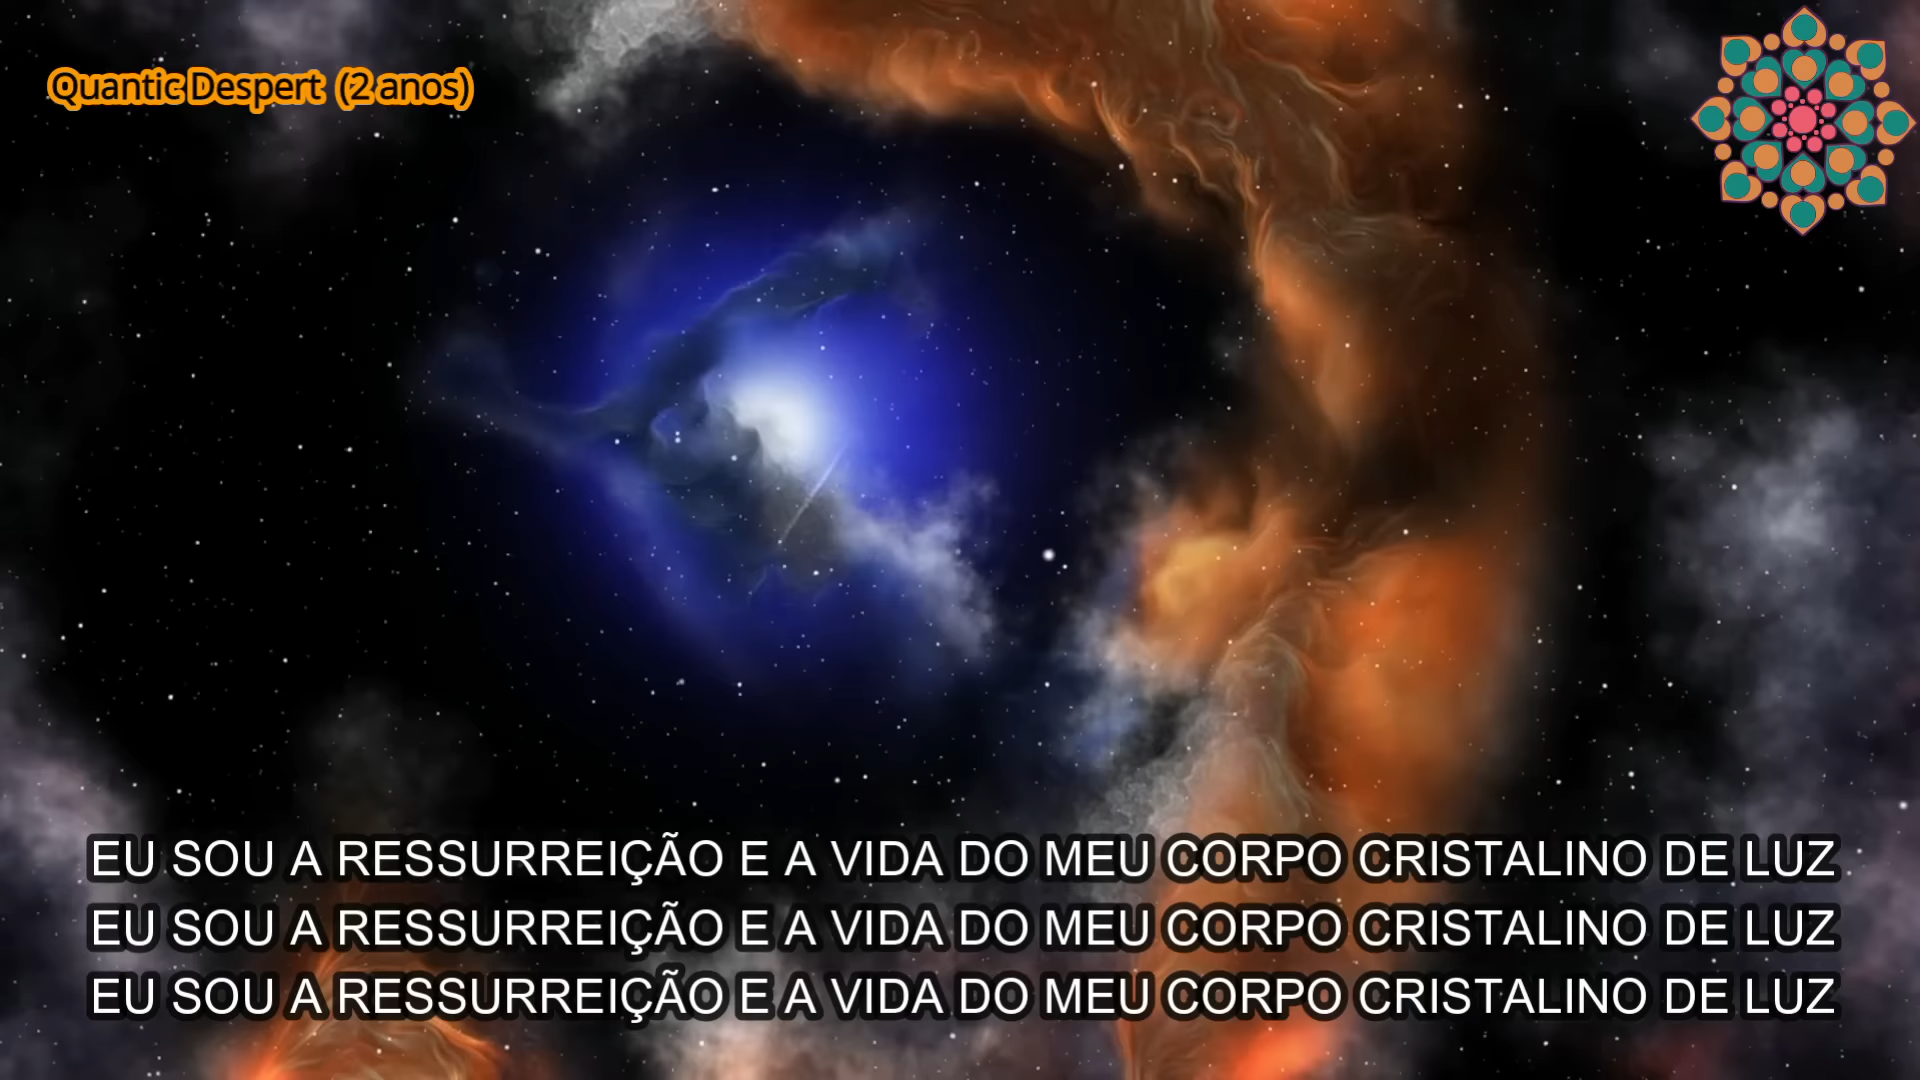 Quantic Despert (2 anos)
EU SOU A RESSURREIÇÃO E A VIDA DO MEU CORPO CRISTALINO DE LUZ
EU SOU A RESSURREIÇÃO E A VIDA DO MEU CORPO CRISTALINO DE LUZ
EU SOU A RESSURREIÇÃO E A VIDA DO MEU CORPO CRISTALINO DE LUZ